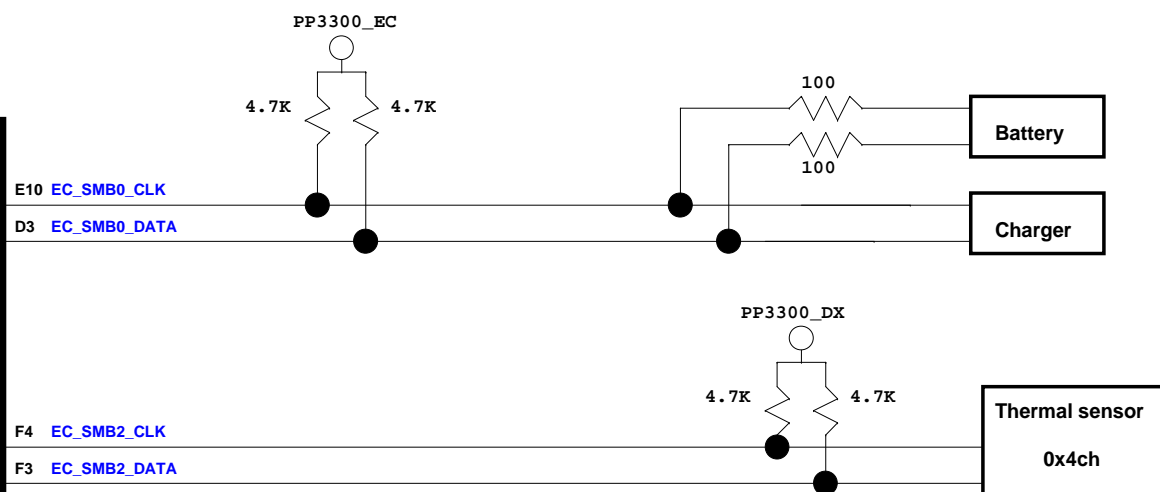 PP3300_EC
4.7K 4.7K
100
Battery
100
E10 EC_SMB0_CLK
D3 EC_SMB0_DATA
Charger
PP3300_DX
4.7K 4.7K
Thermal sensor
0x4ch
F4 EC_SMB2_CLK
F3 EC_SMB2_DATA